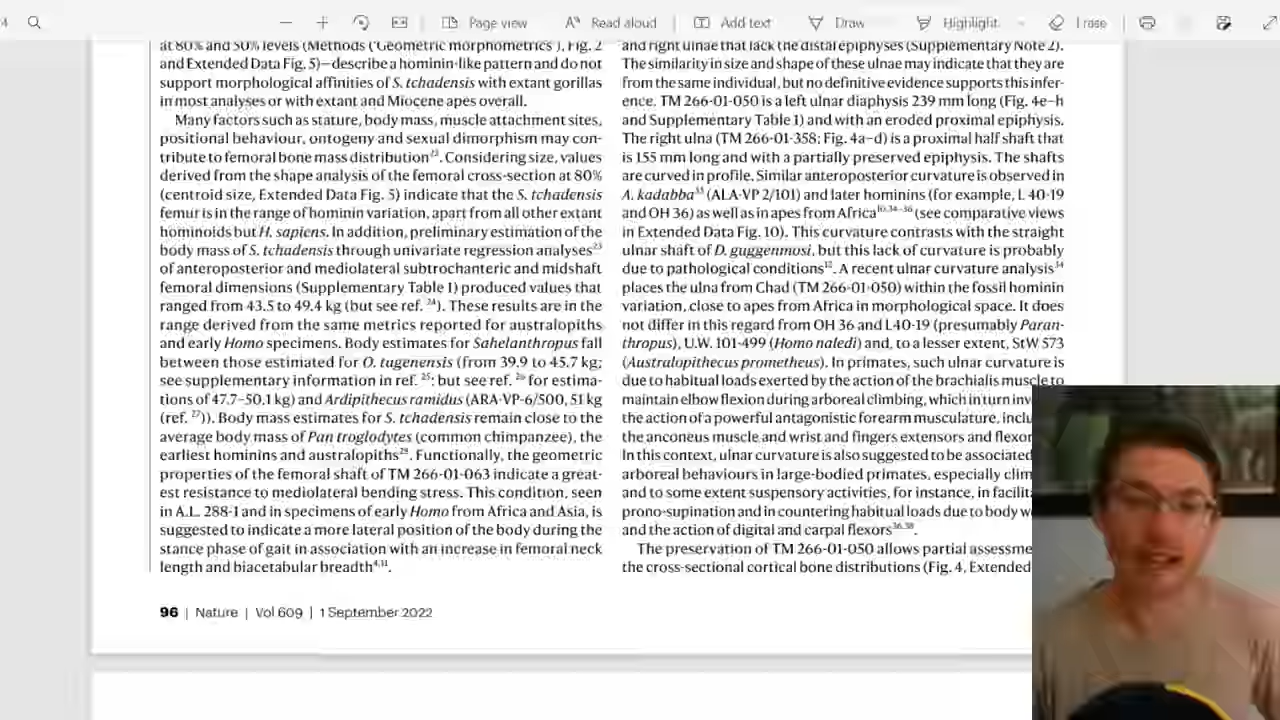 Page view
Read aloud
Add text
Draw
Highlight
Erase
at 80% and 50% levels (Methods ('Geometric morphometrics'), Fig. 2
and Extended Data Fig. 5)—describe a hominin-like pattern and do not
support morphological affinities of S. tchadensis with extant gorillas
in most analyses or with extant and Miocene apes overall.
Many factors such as stature, body mass, muscle attachment sites,
positional behaviour, ontogeny and sexual dimorphism may con-
tribute to femoral bone mass distribution²². Considering size, values
derived from the shape analysis of the femoral cross-section at 80%
(centroid size, Extended Data Fig. 5) indicate that the S. tchadensis
femur is in the range of hominin variation, apart from all other extant
hominoids but H. sapiens. In addition, preliminary estimation of the
body mass of S. tchadensis through univariate regression analyses²³
of anteroposterior and mediolateral subtrochanteric and midshaft
femoral dimensions (Supplementary Table 1) produced values that
ranged from 43.5 to 49.4 kg (but see ref. ²⁴). These results are in the
range derived from the same metrics reported for australopiths
and early Homo specimens. Body estimates for Sahelanthropus fall
between those estimated for O. tugenensis (from 39.9 to 45.7 kg;
see supplementary information in ref. ²⁵; but see ref. ²⁶ for estima-
tions of 47.7–50.1 kg) and Ardipithecus ramidus (ARA-VP-6/500, 51 kg
(ref. ²⁷)). Body mass estimates for S. tchadensis remain close to the
average body mass of Pan troglodytes (common chimpanzee), the
earliest hominins and australopiths²⁸. Functionally, the geometric
properties of the femoral shaft of TM 266-01-063 indicate a great-
est resistance to mediolateral bending stress. This condition, seen
in A.L. 288-1 and in specimens of early Homo from Africa and Asia, is
suggested to indicate a more lateral position of the body during the
stance phase of gait in association with an increase in femoral neck
length and biacetabular breadth⁴,¹¹.
and right ulnae that lack the distal epiphyses (Supplementary Note 2).
The similarity in size and shape of these ulnae may indicate that they are
from the same individual, but no definitive evidence supports this infer-
ence. TM 266-01-050 is a left ulnar diaphysis 239 mm long (Fig. 4e–h
and Supplementary Table 1) and with an eroded proximal epiphysis.
The right ulna (TM 266-01-358; Fig. 4a–d) is a proximal half shaft that
is 155 mm long and with a partially preserved epiphysis. The shafts
are curved in profile. Similar anteroposterior curvature is observed in
A. kadabba³³ (ALA-VP 2/101) and later hominins (for example, L 40-19
and OH 36) as well as in apes from Africa¹⁰,³⁴⁻³⁶ (see comparative views
in Extended Data Fig. 10). This curvature contrasts with the straight
ulnar shaft of D. guggenmosi, but this lack of curvature is probably
due to pathological conditions¹². A recent ulnar curvature analysis³⁴
places the ulna from Chad (TM 266-01-050) within the fossil hominin
variation, close to apes from Africa in morphological space. It does
not differ in this regard from OH 36 and L40-19 (presumably Paran-
thropus), U.W. 101-499 (Homo naledi) and, to a lesser extent, StW 573
(Australopithecus prometheus). In primates, such ulnar curvature is
due to habitual loads exerted by the action of the brachialis muscle to
maintain elbow flexion during arboreal climbing, which in turn inv
the action of a powerful antagonistic forearm musculature, inclu
the anconeus muscle and wrist and fingers extensors and flexor
In this context, ulnar curvature is also suggested to be associated
arboreal behaviours in large-bodied primates, especially clim
and to some extent suspensory activities, for instance, in facilita
prono-supination and in countering habitual loads due to body w
and the action of digital and carpal flexors³⁶,³⁸.
The preservation of TM 266-01-050 allows partial assessme
the cross-sectional cortical bone distributions (Fig. 4, Extended
96 | Nature | Vol 609 | 1 September 2022